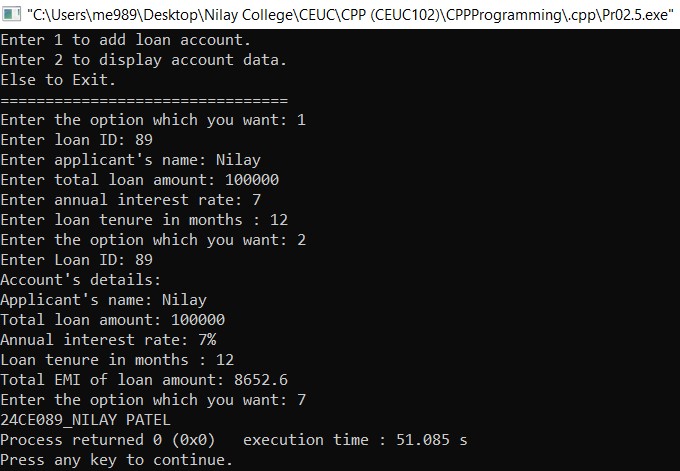 "C:\Users\me989\Desktop\Nilay College\CEUC\CPP (CEUC102)\CPPProgramming\.cpp\Pr02.5.exe"
Enter 1 to add loan account.
Enter 2 to display account data.
Else to Exit.
================================
Enter the option which you want: 1
Enter loan ID: 89
Enter applicant's name: Nilay
Enter total loan amount: 100000
Enter annual interest rate: 7
Enter loan tenure in months : 12
Enter the option which you want: 2
Enter Loan ID: 89
Account's details:
Applicant's name: Nilay
Total loan amount: 100000
Annual interest rate: 7%
Loan tenure in months : 12
Total EMI of loan amount: 8652.6
Enter the option which you want: 7
24CE089_NILAY PATEL
Process returned 0 (0x0)   execution time : 51.085 s
Press any key to continue.